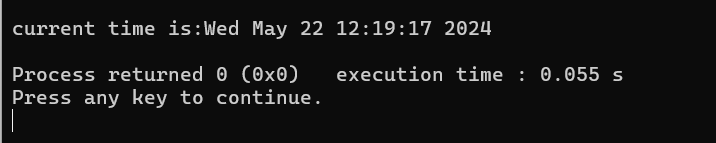 current time is:Wed May 22 12:19:17 2024
Process returned 0 (0x0)   execution time : 0.055 s
Press any key to continue.